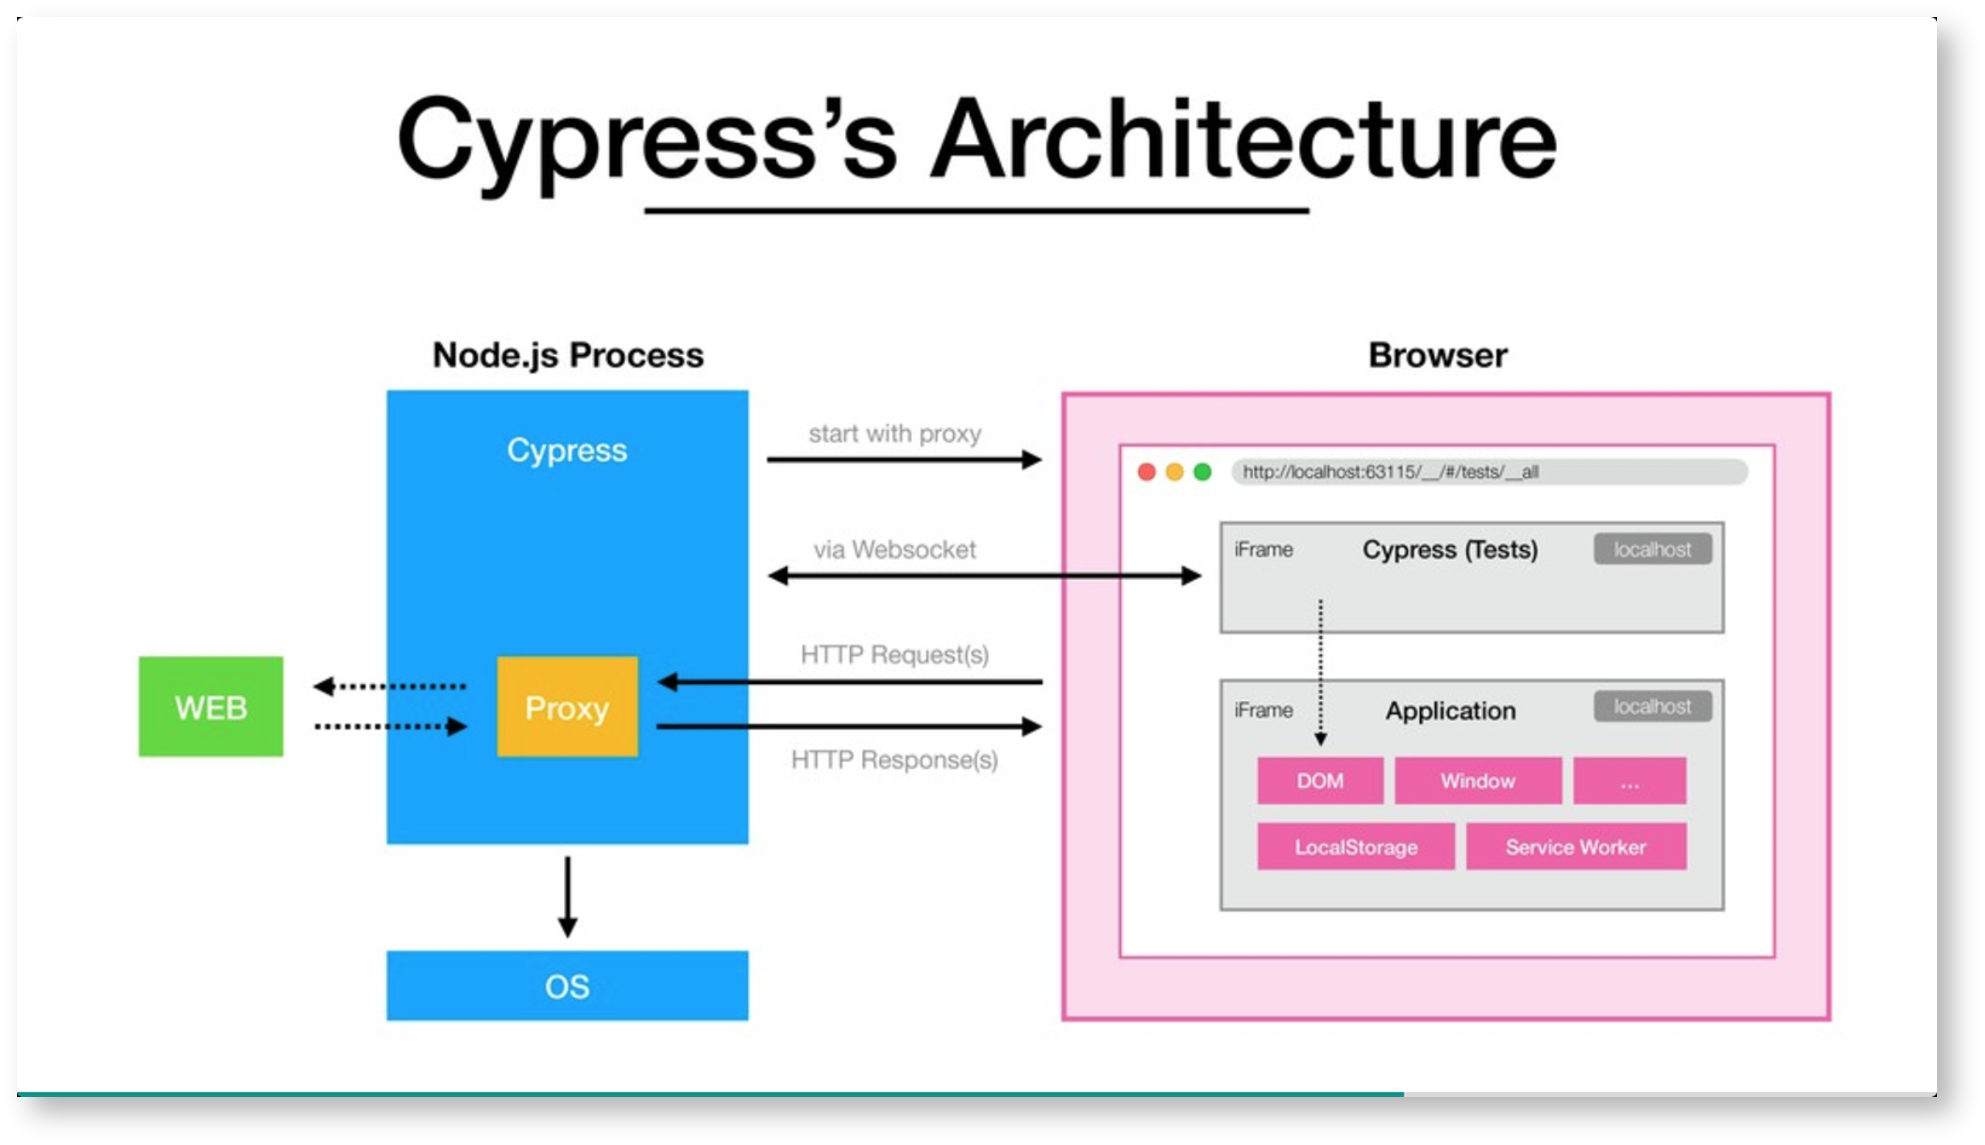 Cypress’s Architecture
Node.js Process
Cypress
Proxy
WEB
OS
start with proxy
via Websocket
HTTP Request(s)
HTTP Response(s)
Browser
http://localhost:63115/__/#/tests/__all
iFrame
Cypress (Tests)
localhost
iFrame
Application
localhost
DOM
Window
...
LocalStorage
Service Worker